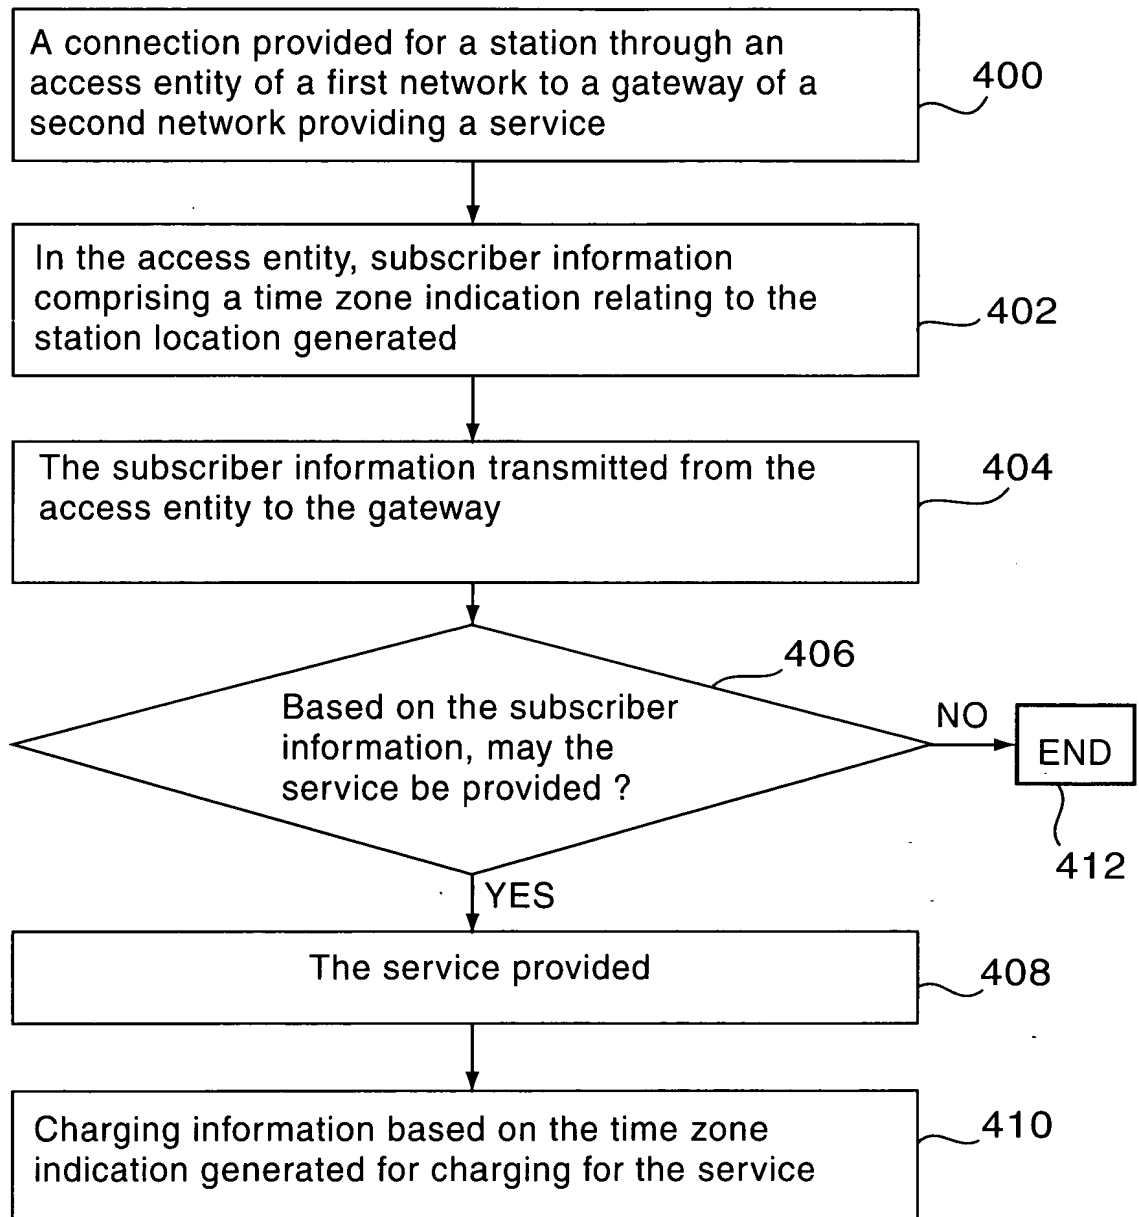 A connection provided for a station through an
access entity of a first network to a gateway of a
second network providing a service
400
In the access entity, subscriber information
comprising a time zone indication relating to the
station location generated
402
The subscriber information transmitted from the
access entity to the gateway
404
406
Based on the subscriber
information, may the
service be provided ?
NO
END
412
YES
The service provided
408
Charging information based on the time zone
indication generated for charging for the service
410